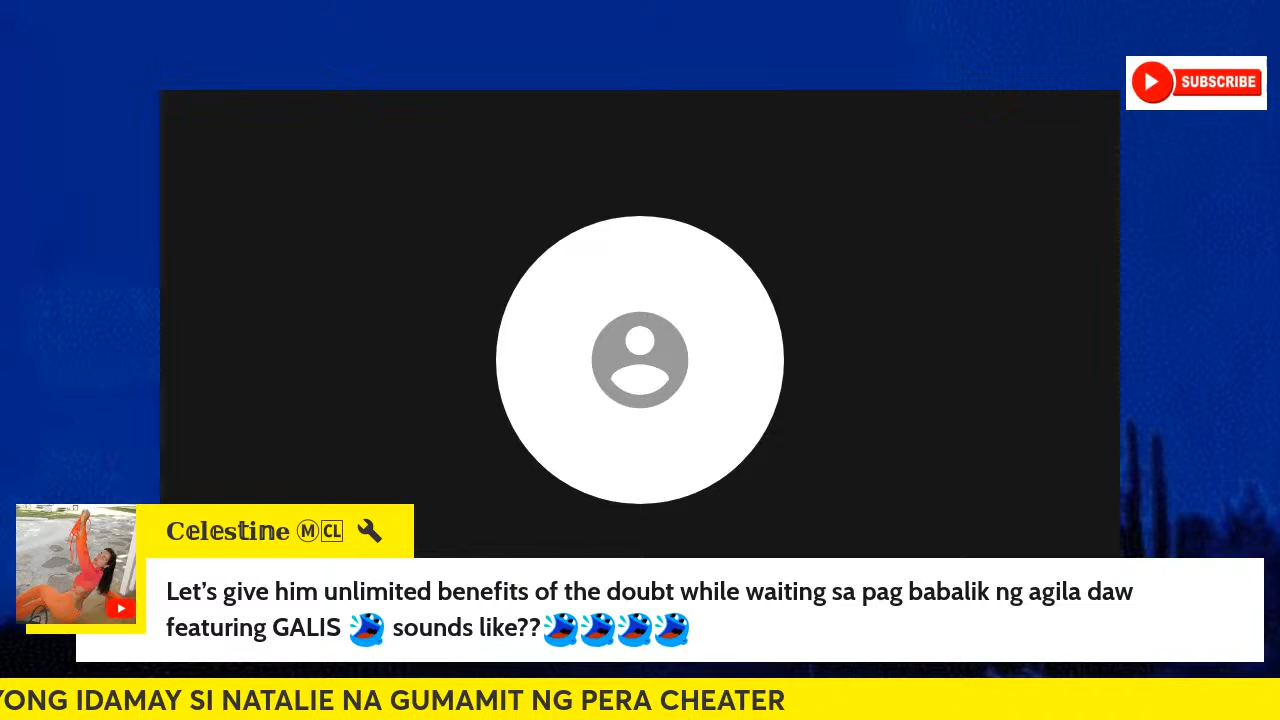 SUBSCRIBE
Celestine Ⓜ🄲🄻
Let’s give him unlimited benefits of the doubt while waiting sa pag babalik ng agila daw
featuring GALIS sounds like??
YONG IDAMAY SI NATALIE NA GUMAMIT NG PERA CHEATER